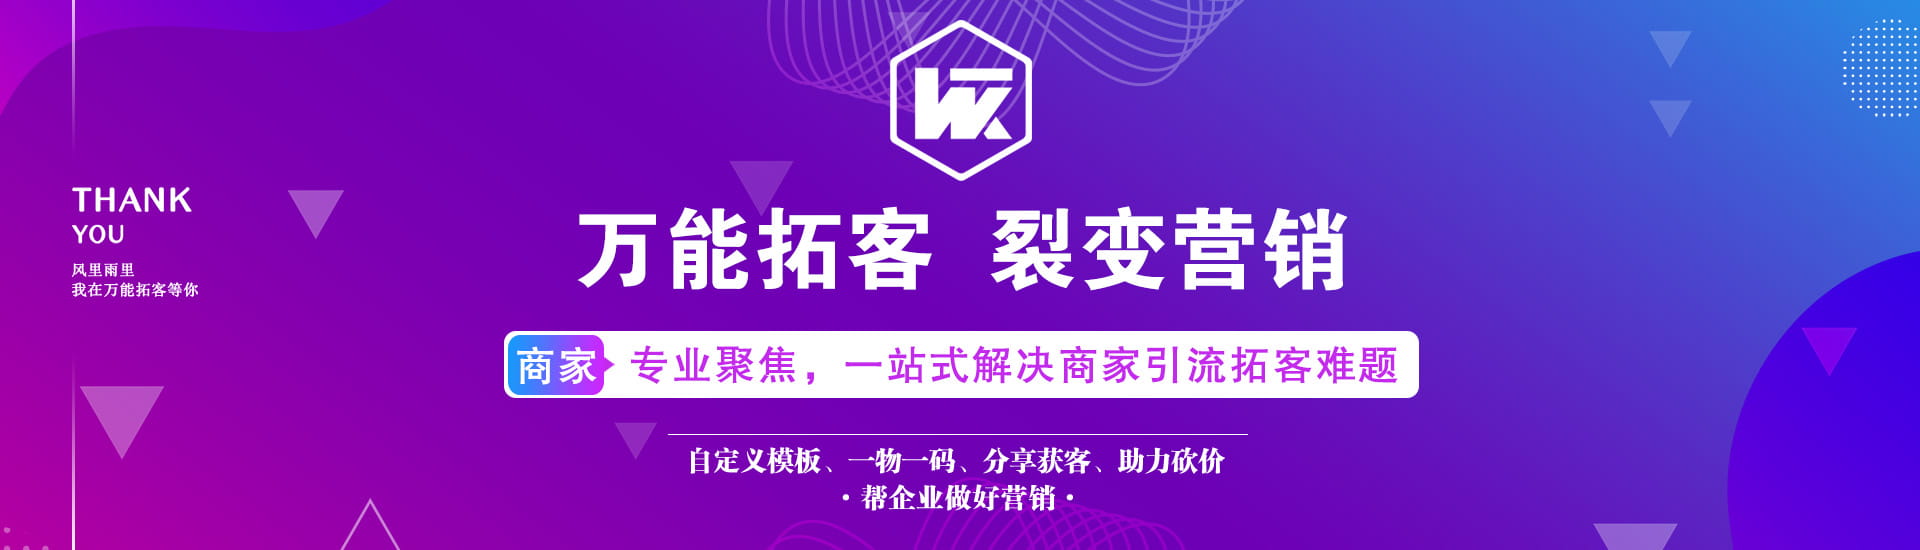 THANK
YOU
风里雨里
我在万能拓客等你
万能拓客 裂变营销
商家 专业聚焦，一站式解决商家引流拓客难题
自定义模板、一物一码、分享获客、助力砍价
·帮企业做好营销·